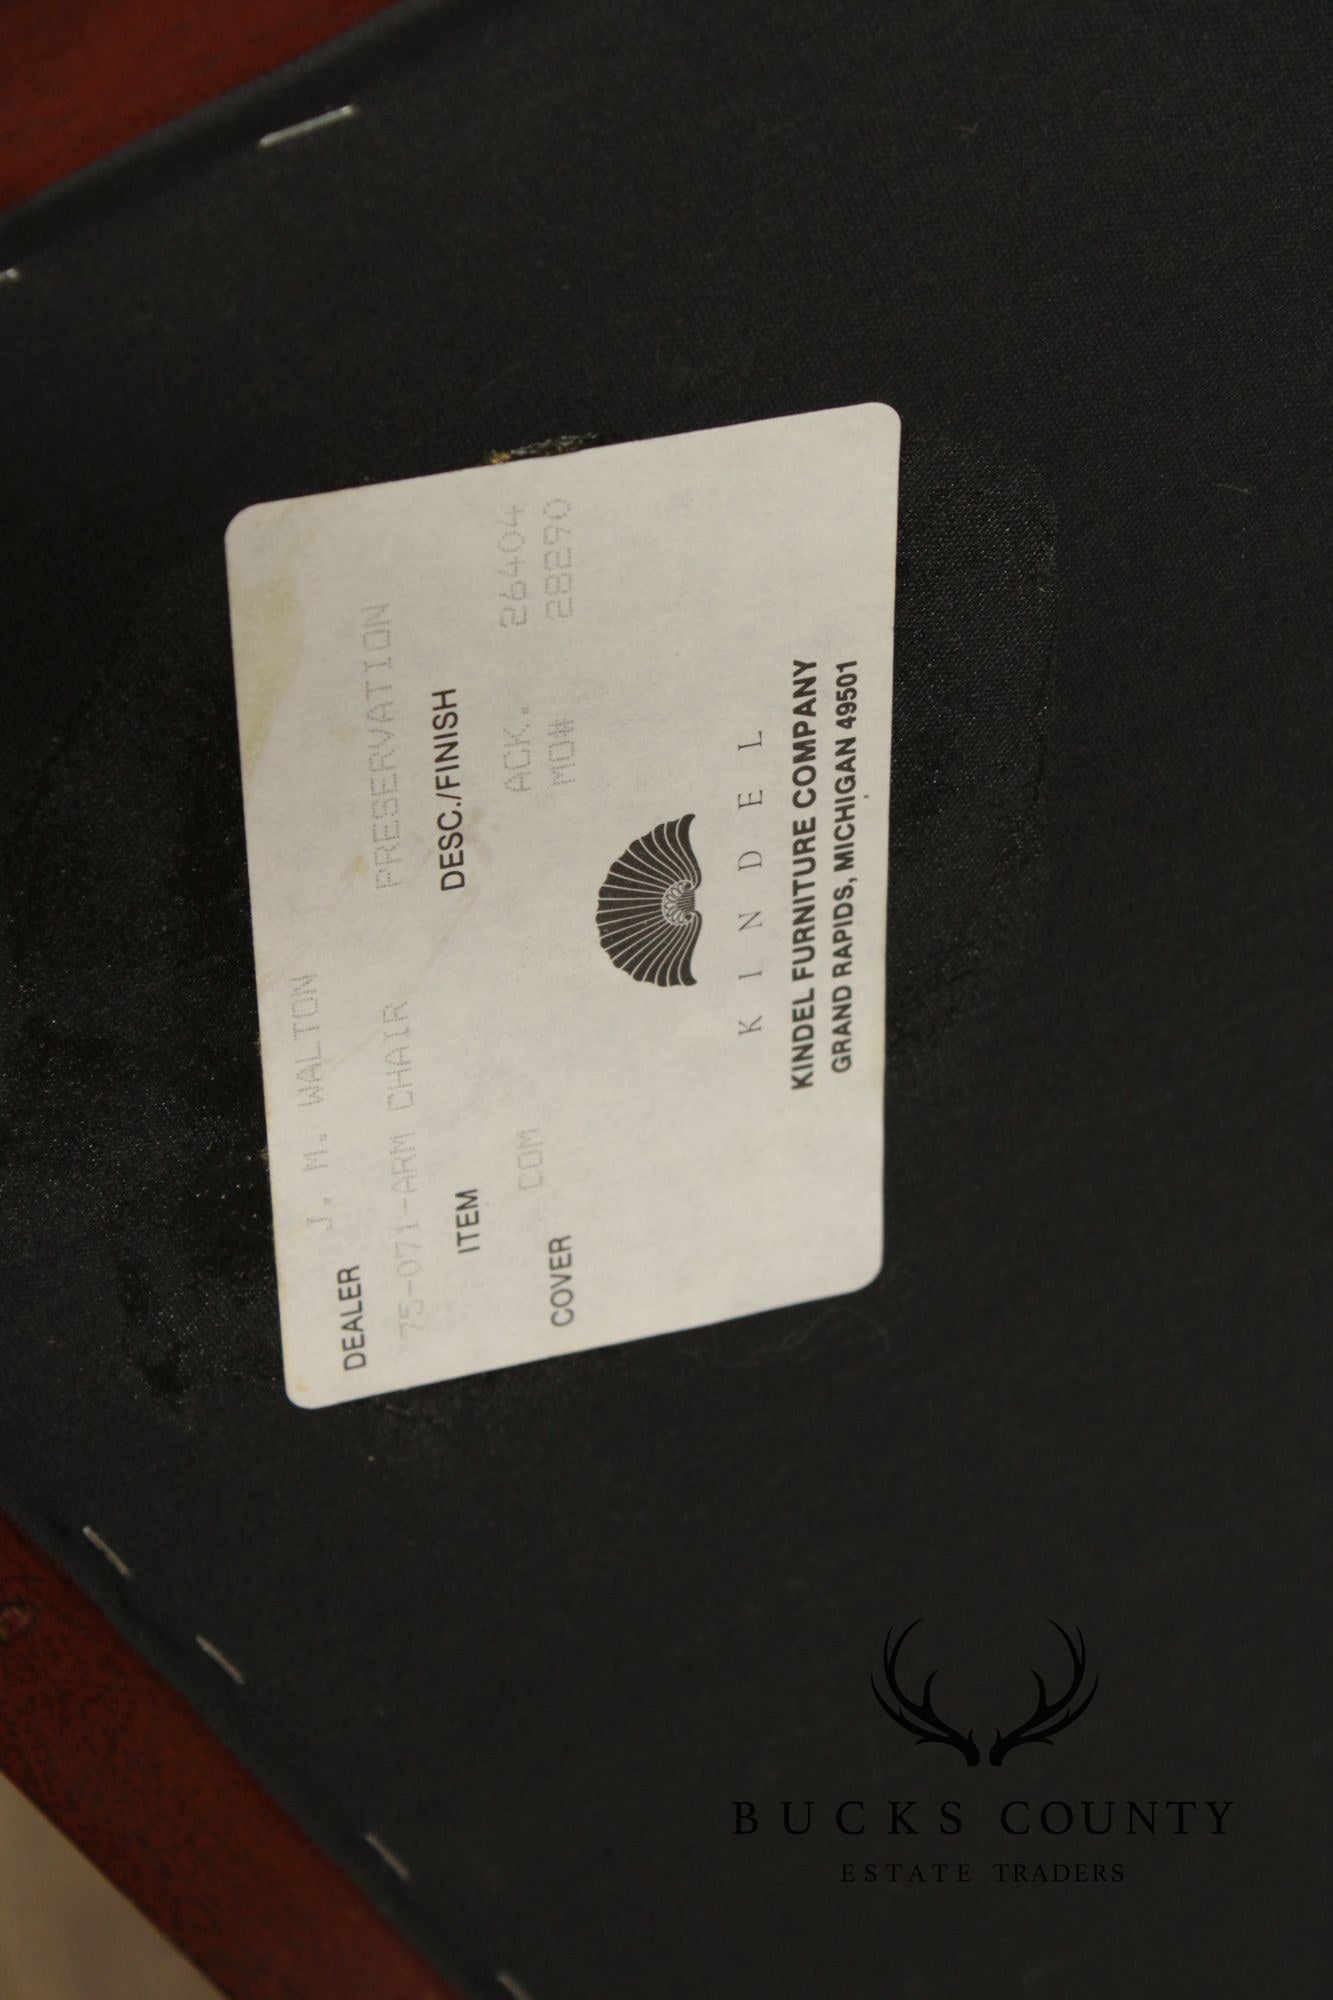 DEALER J. M. WALTON
75-071-ARM CHAIR PRESERVATION
ITEM DESC./FINISH
COM ACK. 26404
COVER MO# 28290
KINDEL
KINDEL FURNITURE COMPANY
GRAND RAPIDS, MICHIGAN 49501
BUCKS COUNTY
ESTATE TRADERS